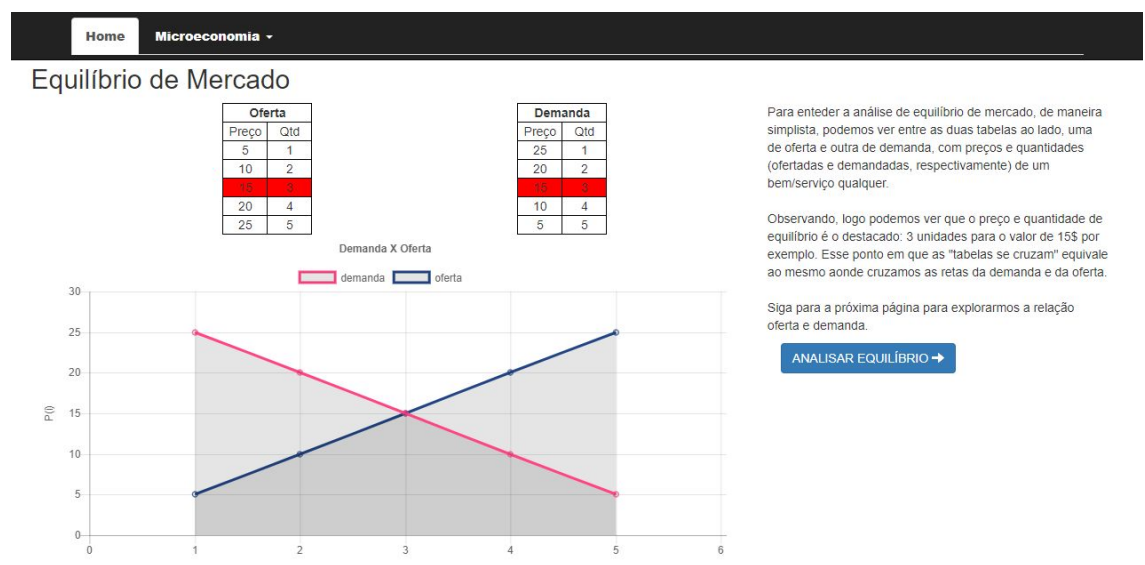 Home Microeconomia
Equilíbrio de Mercado
Oferta
Preço Qtd
5 1
10 2
15 3
20 4
25 5
Demanda
Preço Qtd
25 1
20 2
15 3
10 4
5 5
Para enteder a análise de equilíbrio de mercado, de maneira
simplista, podemos ver entre as duas tabelas ao lado, uma
de oferta e outra de demanda, com preços e quantidades
(ofertadas e demandadas, respectivamente) de um
bem/serviço qualquer.
Observando, logo podemos ver que o preço e quantidade de
equilíbrio é o destacado: 3 unidades para o valor de 15$ por
exemplo. Esse ponto em que as "tabelas se cruzam" equivale
ao mesmo aonde cruzamos as retas da demanda e da oferta.
Siga para a próxima página para explorarmos a relação
oferta e demanda.
ANALISAR EQUILÍBRIO
Demanda X Oferta
demanda oferta
P(i)
30
25
20
15
10
5
0
0 1 2 3 4 5 6